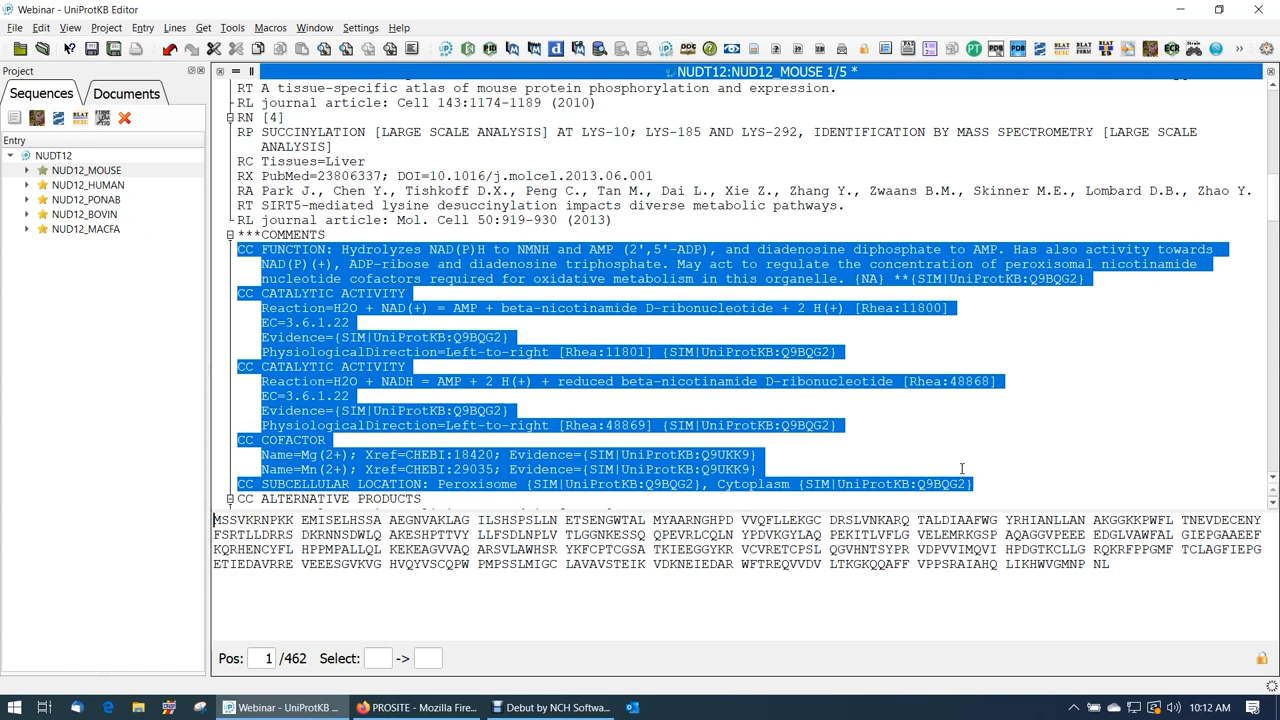 Webinar - UniProtKB Editor
File Edit View Project Entry Lines Get Tools Macros Window Settings Help
Project
NUDT12:NUD12_MOUSE 1/5 *
Sequences Documents
Entry
NUDT12
NUD12_MOUSE
NUD12_HUMAN
NUD12_PONAB
NUD12_BOVIN
NUD12_MACFA
RT A tissue-specific atlas of mouse protein phosphorylation and expression.
RL journal article: Cell 143:1174-1189 (2010)
RN [4]
RP SUCCINYLATION [LARGE SCALE ANALYSIS] AT LYS-10; LYS-185 AND LYS-292, IDENTIFICATION BY MASS SPECTROMETRY [LARGE SCALE
ANALYSIS]
RC Tissues=Liver
RX PubMed=23806337; DOI=10.1016/j.molcel.2013.06.001
RA Park J., Chen Y., Tishkoff D.X., Peng C., Tan M., Dai L., Xie Z., Zhang Y., Zwaans B.M., Skinner M.E., Lombard D.B., Zhao Y.
RT SIRT5-mediated lysine desuccinylation impacts diverse metabolic pathways.
RL journal article: Mol. Cell 50:919-930 (2013)
***COMMENTS
CC FUNCTION: Hydrolyzes NAD(P)H to NMNH and AMP (2',5'-ADP), and diadenosine diphosphate to AMP. Has also activity towards
NAD(P)(+), ADP-ribose and diadenosine triphosphate. May act to regulate the concentration of peroxisomal nicotinamide
nucleotide cofactors required for oxidative metabolism in this organelle. {NA} **{SIM|UniProtKB:Q9BQG2}
CC CATALYTIC ACTIVITY
Reaction=H2O + NAD(+) = AMP + beta-nicotinamide D-ribonucleotide + 2 H(+) [Rhea:11800]
EC=3.6.1.22
Evidence={SIM|UniProtKB:Q9BQG2}
PhysiologicalDirection=Left-to-right [Rhea:11801] {SIM|UniProtKB:Q9BQG2}
CC CATALYTIC ACTIVITY
Reaction=H2O + NADH = AMP + 2 H(+) + reduced beta-nicotinamide D-ribonucleotide [Rhea:48868]
EC=3.6.1.22
Evidence={SIM|UniProtKB:Q9BQG2}
PhysiologicalDirection=Left-to-right [Rhea:48869] {SIM|UniProtKB:Q9BQG2}
CC COFACTOR
Name=Mg(2+); Xref=CHEBI:18420; Evidence={SIM|UniProtKB:Q9UKK9}
Name=Mn(2+); Xref=CHEBI:29035; Evidence={SIM|UniProtKB:Q9UKK9}
CC SUBCELLULAR LOCATION: Peroxisome {SIM|UniProtKB:Q9BQG2}, Cytoplasm {SIM|UniProtKB:Q9BQG2}
CC ALTERNATIVE PRODUCTS
MSSVKRNPKK EMISELHSSA AEGNVAKLAG ILSHSPSLLN ETSENGWTAL MYAARNGHPD VVQFLLEKGC DRSLVNKARQ TALDIAAFWG YRHIANLLAN AKGGKKPWFL TNEVDECENY
FSRTLLDRRS DKRNNSDWLQ AKESHPTTVY LLFSDLNPLV TLGGNKESSQ QPEVRLCQLN YPDVKGYLAQ PEKITLVFLG VELEMRKGSP AQAGGVPEEE EDGLVAWFAL GIEPGAAEEF
KQRHENCYFL HPPMPALLQL KEKEAGVVAQ ARSVLAWHSR YKFCPTCGSA TKIEEGGYKR VCVRETCPSL QGVHNTSYPR VDPVVIMQVI HPDGTKCLLG RQKRFPPGMF TCLAGFIEPG
ETIEDAVRRE VEEESGVKVG HVQYVSCQPW PMPSSLMIGC LAVAVSTEIK VDKNEIEDAR WFTREQVVDV LTKGKQQAFF VPPSRAIAHQ LIKHWVGMNP NL
Pos: 1 /462 Select: ->
Webinar - UniProtKB ... PROSITE - Mozilla Fire... Debut by NCH Softwa... 10:12 AM